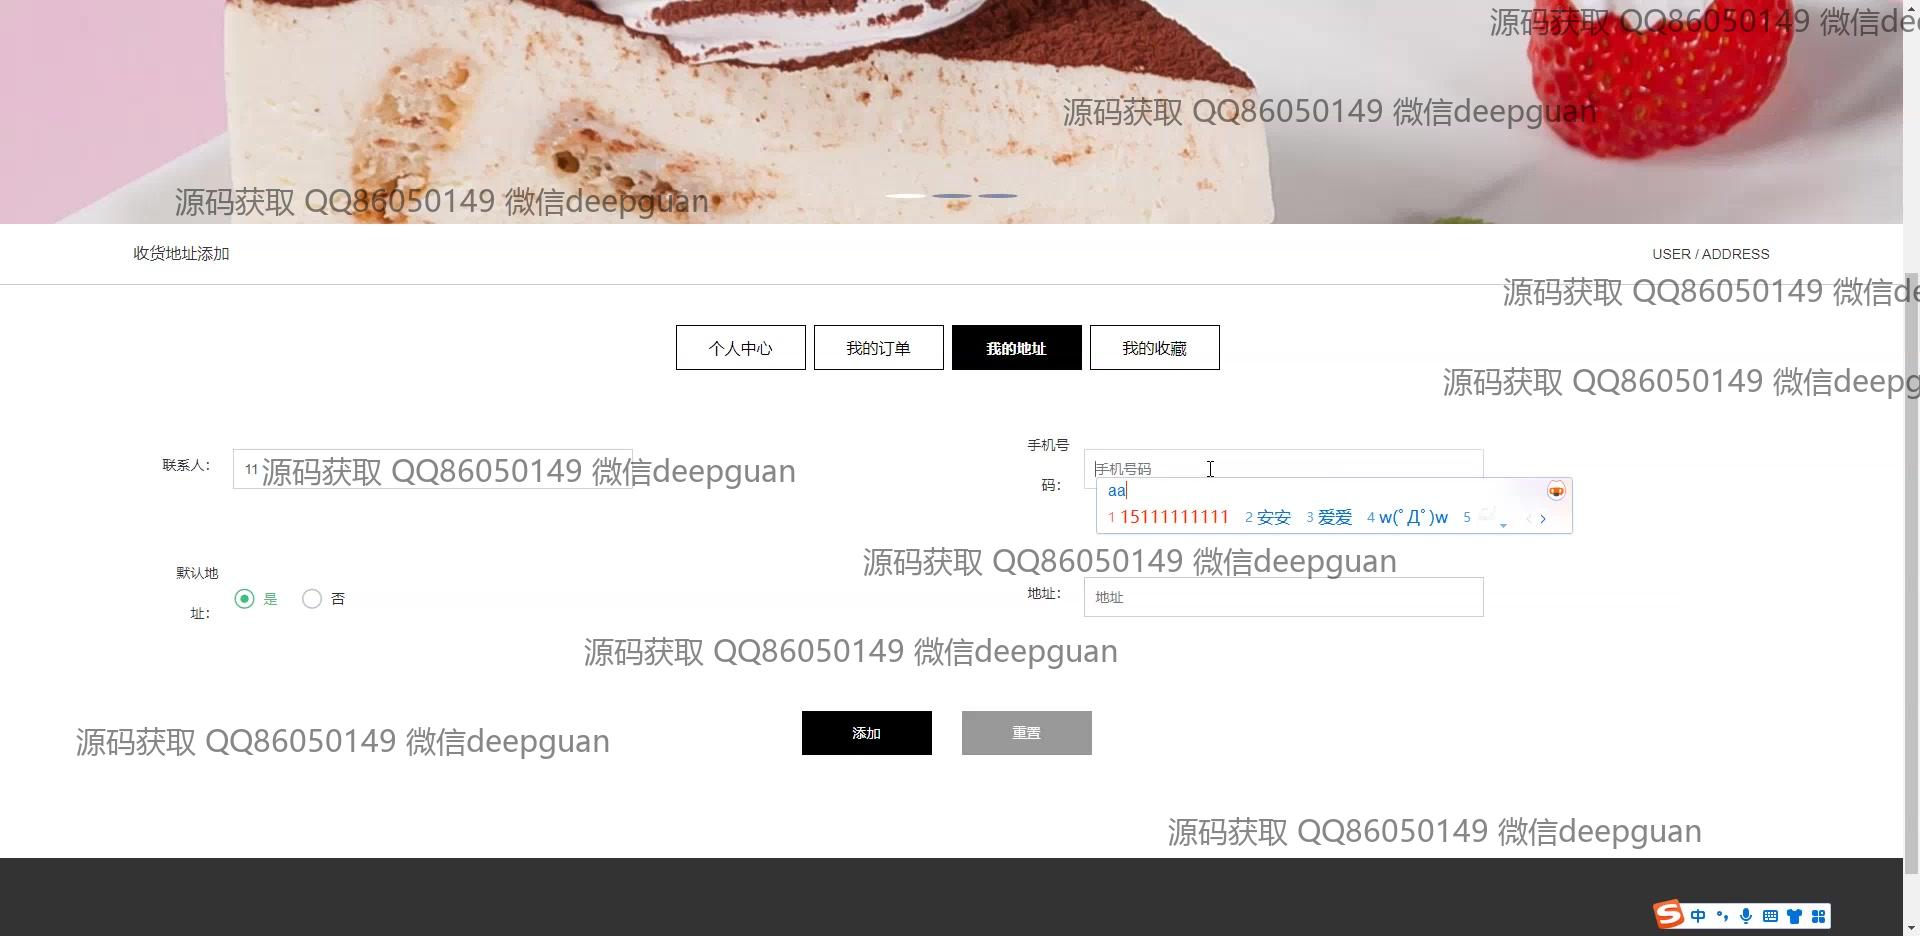 源码获取 QQ86050149 微信de
源码获取 QQ86050149 微信deepguan
源码获取 QQ86050149 微信deepguan
收货地址添加
USER / ADDRESS
源码获取 QQ86050149 微信de
个人中心 我的订单 我的地址 我的收藏
源码获取 QQ86050149 微信deepg
联系人：
11
源码获取 QQ86050149 微信deepguan
手机号
码：
手机号码
aa
1 15111111111 2 安安 3 爱爱 4 w(ﾟДﾟ)w 5
源码获取 QQ86050149 微信deepguan
默认地
址：
是 否
地址：
地址
源码获取 QQ86050149 微信deepguan
添加 重置
源码获取 QQ86050149 微信deepguan
源码获取 QQ86050149 微信deepguan
S 中